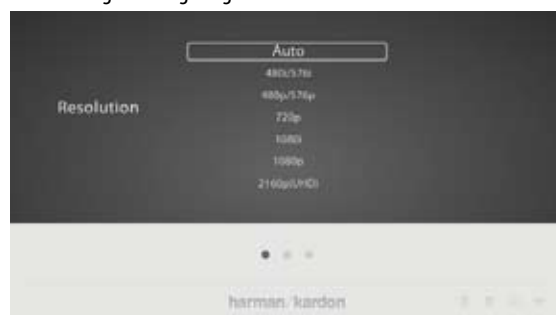 Auto
480i/576i
480p/576p
Resolution
720p
1080i
1080p
2160p(UHD)
harman/kardon